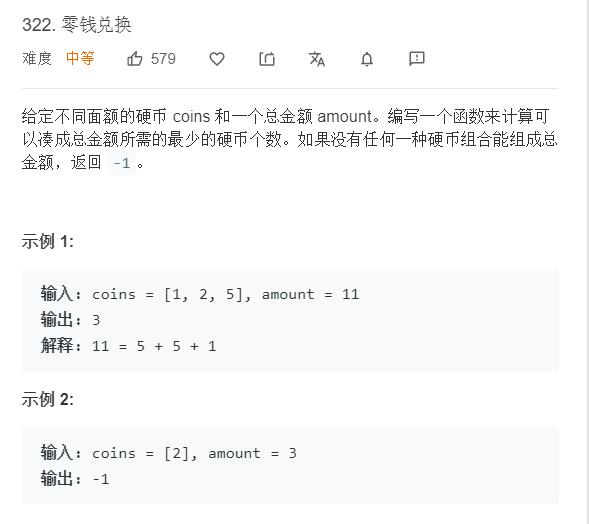 322. 零钱兑换
难度 中等 579
给定不同面额的硬币 coins 和一个总金额 amount。编写一个函数来计算可
以凑成总金额所需的最少的硬币个数。如果没有任何一种硬币组合能组成总
金额，返回 -1 。
示例 1:
输入：coins = [1, 2, 5], amount = 11
输出：3
解释：11 = 5 + 5 + 1
示例 2:
输入：coins = [2], amount = 3
输出：-1